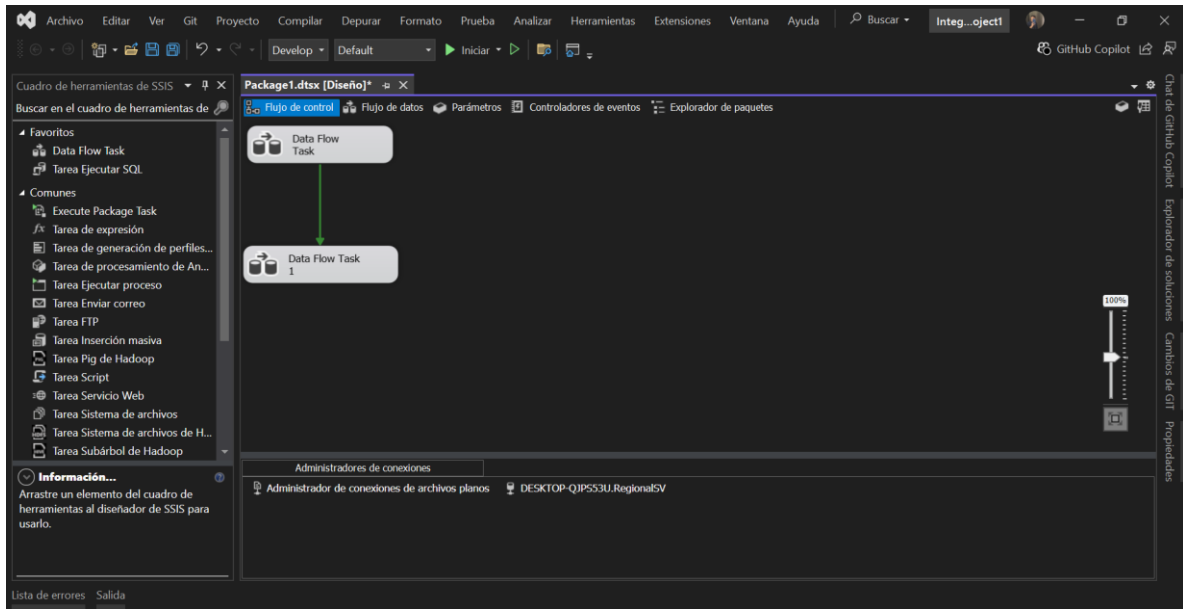 Archivo Editar Ver Git Proyecto Compilar Depurar Formato Prueba Analizar Herramientas Extensiones Ventana Ayuda Buscar Integ...oject1
Develop Default Iniciar GitHub Copilot
Cuadro de herramientas de SSIS
Buscar en el cuadro de herramientas de
Favoritos
Data Flow Task
Tarea Ejecutar SQL
Comunes
Execute Package Task
Tarea de expresión
Tarea de generación de perfiles...
Tarea de procesamiento de An...
Tarea Ejecutar proceso
Tarea Enviar correo
Tarea FTP
Tarea Inserción masiva
Tarea Pig de Hadoop
Tarea Script
Tarea Servicio Web
Tarea Sistema de archivos
Tarea Sistema de archivos de H...
Tarea Subárbol de Hadoop
Información...
Arrastre un elemento del cuadro de
herramientas al diseñador de SSIS para
usarlo.
Package1.dtsx [Diseño]*
Flujo de control Flujo de datos Parámetros Controladores de eventos Explorador de paquetes
Data Flow
Task
Data Flow Task
1
100%
Administradores de conexiones
Administrador de conexiones de archivos planos DESKTOP-QJPS53U.RegionalSV
Chat de GitHub Copilot
Explorador de soluciones
Cambios de GIT
Propiedades
Lista de errores Salida